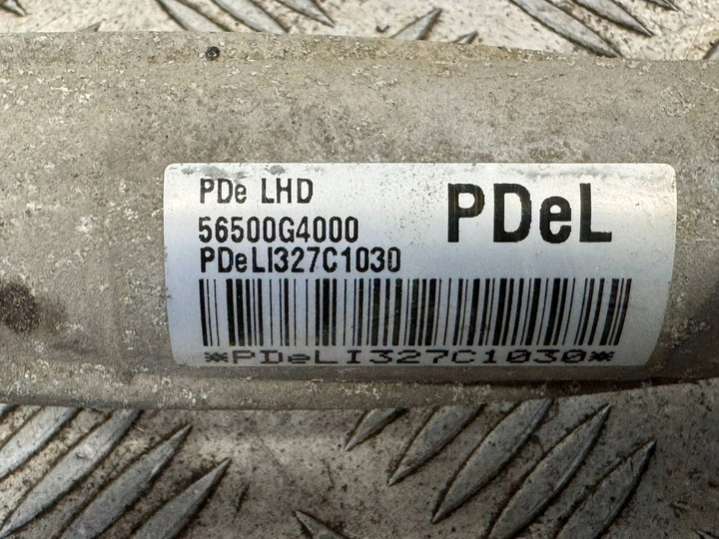 PDe LHD
PDeL
56500G4000
PDeLI327C1030
*PDeLI327C1030*